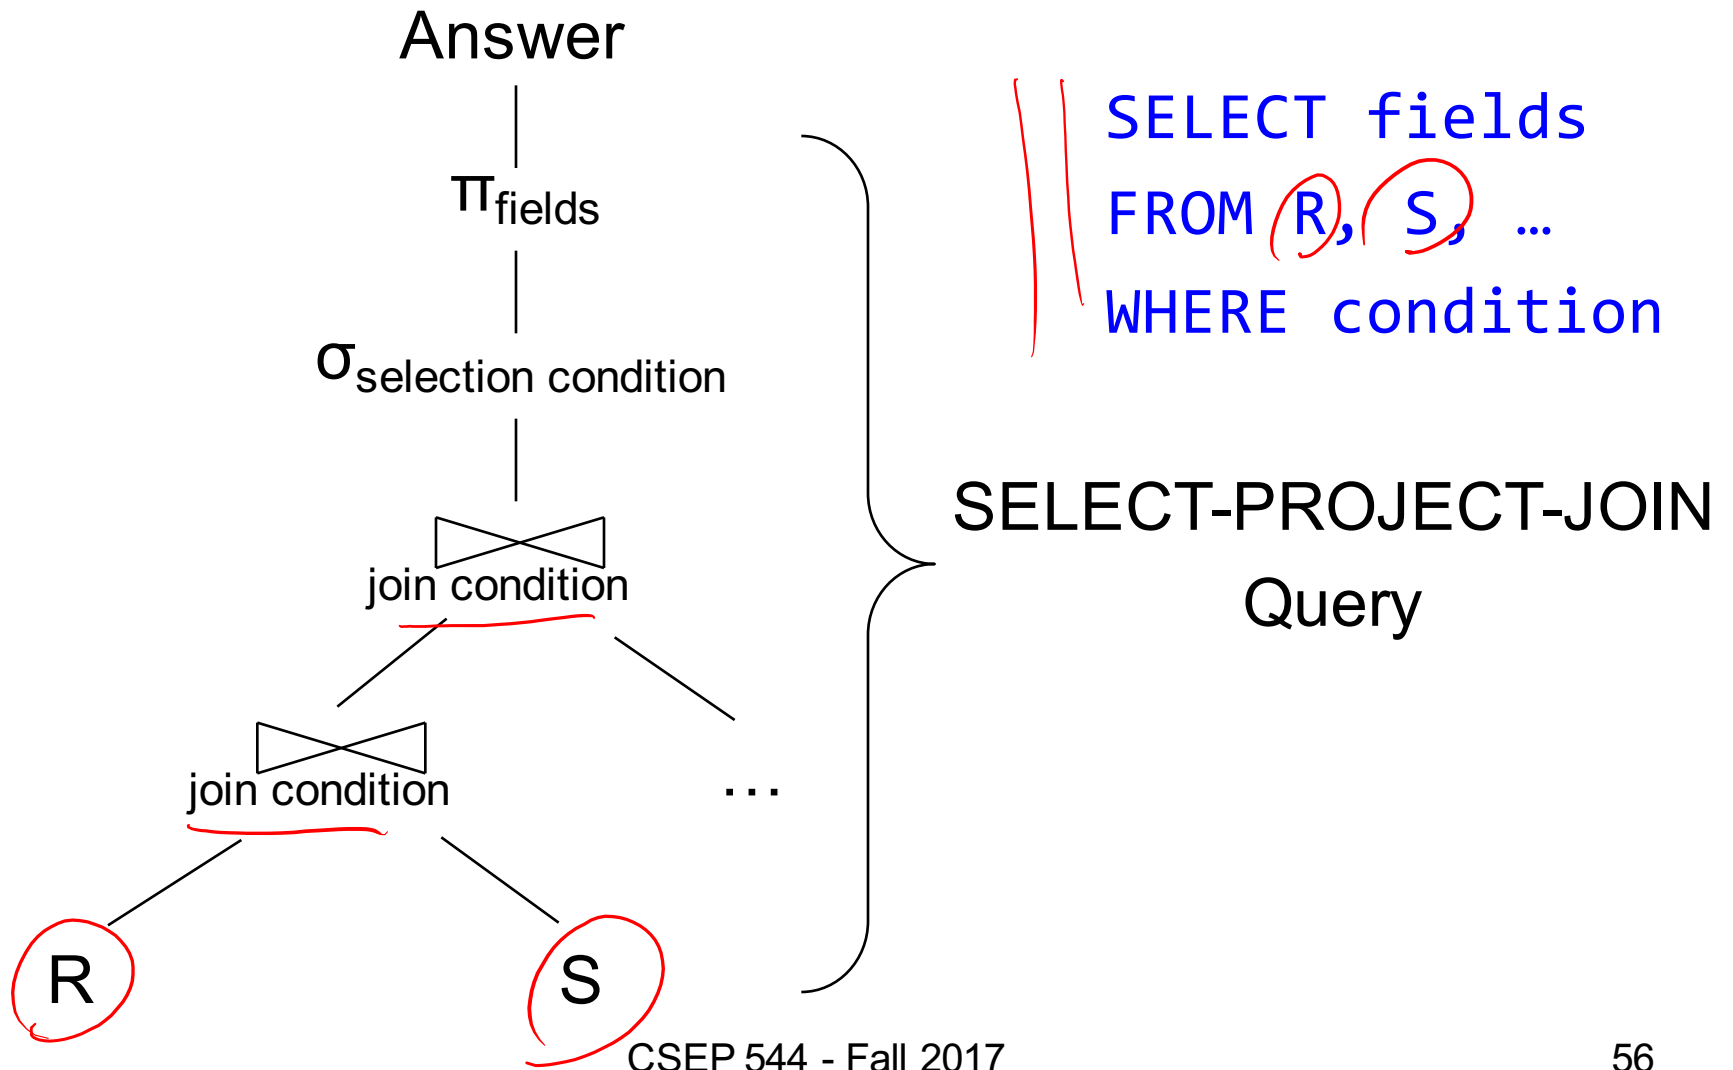 Answer
πfields
σselection condition
join condition
join condition
…
R
S
SELECT fields
FROM R, S, …
WHERE condition
SELECT-PROJECT-JOIN
Query
CSEP 544 - Fall 2017
56